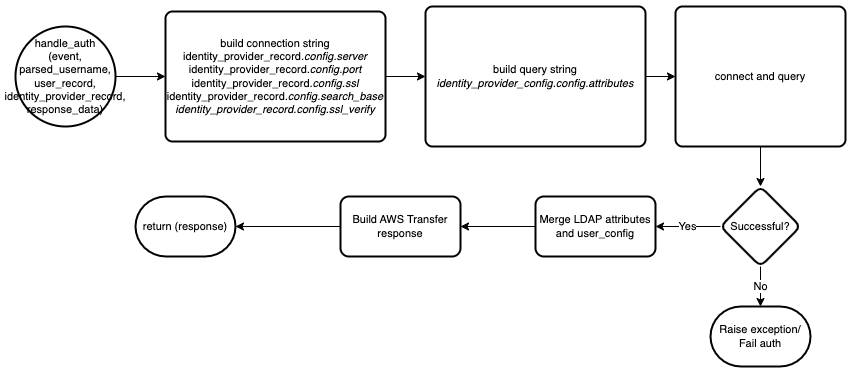 handle_auth
(event,
parsed_username,
user_record,
identity_provider_record,
response_data)
build connection string
identity_provider_record.config.server
identity_provider_record.config.port
identity_provider_record.config.ssl
identity_provider_record.config.search_base
identity_provider_record.config.ssl_verify
build query string
identity_provider_config.config.attributes
connect and query
Successful?
Yes
Merge LDAP attributes
and user_config
Build AWS Transfer
response
return (response)
No
Raise exception/
Fail auth